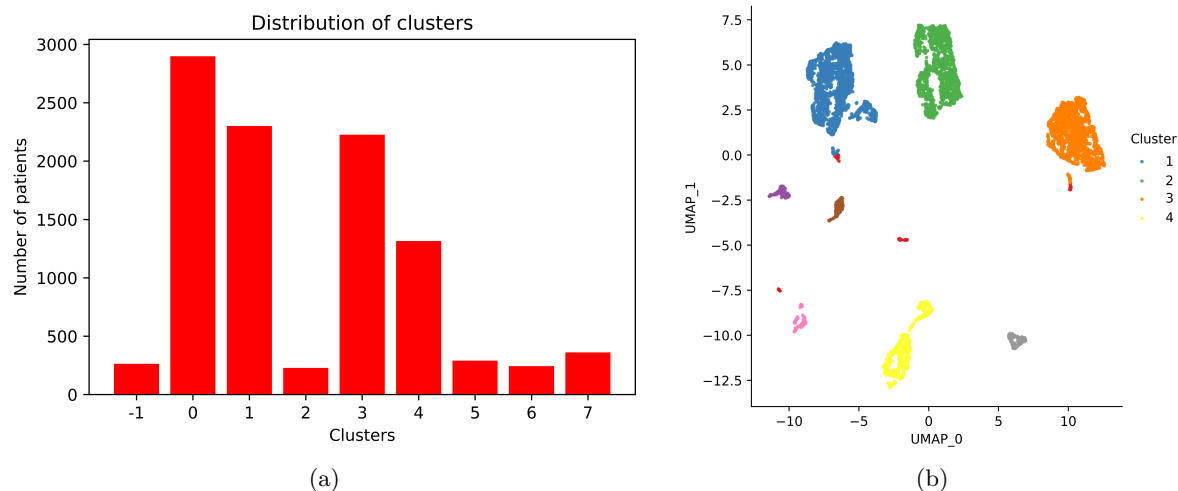 Distribution of clusters
Number of patients
3000
2500
2000
1500
1000
500
0
-1 0 1 2 3 4 5 6 7
Clusters
(a)
UMAP_1
7.5
5.0
2.5
0.0
−2.5
−5.0
−7.5
−10.0
−12.5
−10 −5 0 5 10
UMAP_0
Cluster
1
2
3
4
(b)